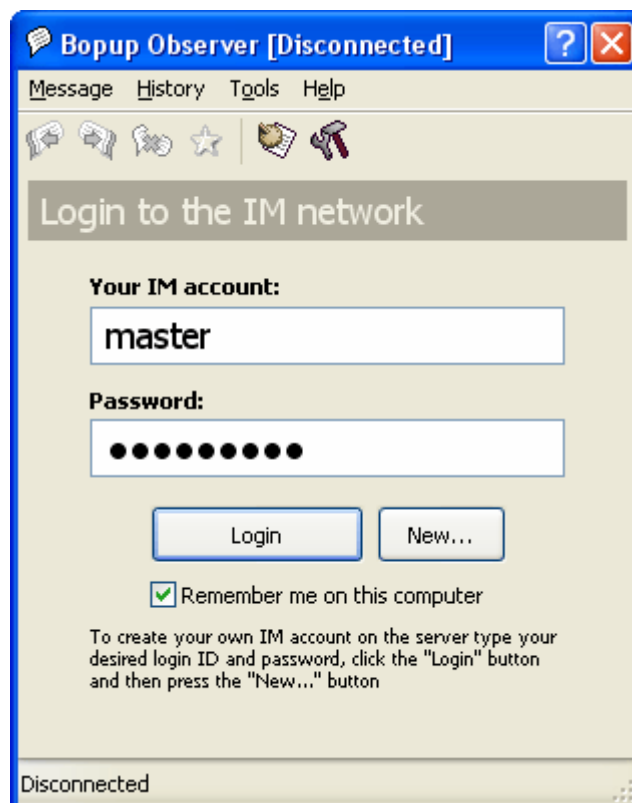 Bopup Observer [Disconnected]
Message History Tools Help
Login to the IM network
Your IM account:
master
Password:
●●●●●●●●●
Login New...
Remember me on this computer
To create your own IM account on the server type your
desired login ID and password, click the "Login" button
and then press the "New..." button
Disconnected